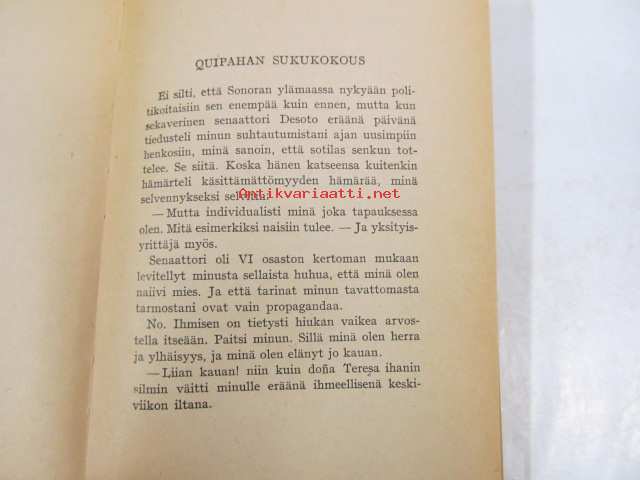 QUIPAHAN SUKUKOKOUS
Ei silti, että Sonoran ylämaassa nykyään poli-
tikoitaisiin sen enempää kuin ennen, mutta kun
sekaverinen senaattori Desoto eräänä päivänä
tiedusteli minun suhtautumistani ajan uusimpiin
henkosiin, minä sanoin, että sotilas senkun tot-
telee. Se siitä. Koska hänen katseensa kuitenkin
hämärteli käsittämättömyyden hämärää, minä
Antikvariaatti.net
selvennykseksi
— Mutta individualisti minä joka tapauksessa
olen. Mitä esimerkiksi naisiin tulee. — Ja yksityis-
yrittäjä myös.
Senaattori oli VI osaston kertoman mukaan
levitellyt minusta sellaista huhua, että minä olen
naiivi mies. Ja että tarinat minun tavattomasta
tarmostani ovat vain propagandaa.
No. Ihmisen on tietysti hiukan vaikea arvos-
tella itseään. Paitsi minun. Sillä minä olen herra
ja ylhäisyys, ja minä olen elänyt jo kauan.
— Liian kauan! niin kuin doña Teresa ihanin
silmin väitti minulle eräänä ihmeellisenä keski-
viikon iltana.